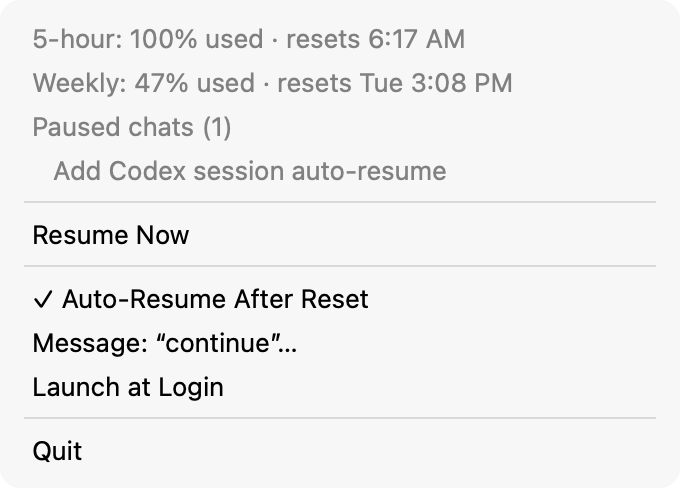 5-hour: 100% used · resets 6:17 AM
Weekly: 47% used · resets Tue 3:08 PM
Paused chats (1)
Add Codex session auto-resume
Resume Now
✓ Auto-Resume After Reset
Message: “continue”…
Launch at Login
Quit